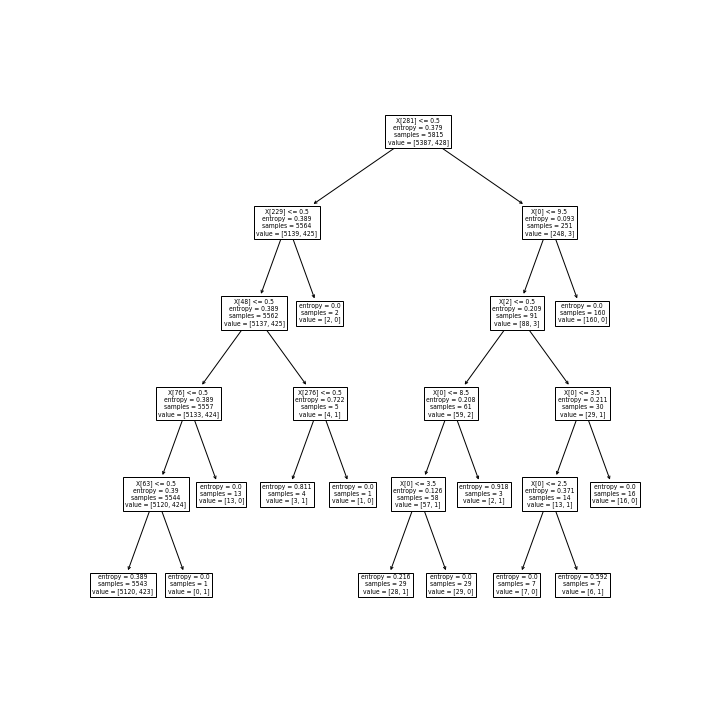 X[281] <= 0.5
entropy = 0.379
samples = 5815
value = [5387, 428]
X[229] <= 0.5
entropy = 0.389
samples = 5564
value = [5139, 425]
X[0] <= 9.5
entropy = 0.093
samples = 251
value = [248, 3]
X[48] <= 0.5
entropy = 0.389
samples = 5562
value = [5137, 425]
entropy = 0.0
samples = 2
value = [2, 0]
X[2] <= 0.5
entropy = 0.209
samples = 91
value = [88, 3]
entropy = 0.0
samples = 160
value = [160, 0]
X[76] <= 0.5
entropy = 0.389
samples = 5557
value = [5133, 424]
X[276] <= 0.5
entropy = 0.722
samples = 5
value = [4, 1]
X[0] <= 8.5
entropy = 0.208
samples = 61
value = [59, 2]
X[0] <= 3.5
entropy = 0.211
samples = 30
value = [29, 1]
X[63] <= 0.5
entropy = 0.39
samples = 5544
value = [5120, 424]
entropy = 0.0
samples = 13
value = [13, 0]
entropy = 0.811
samples = 4
value = [3, 1]
entropy = 0.0
samples = 1
value = [1, 0]
X[0] <= 3.5
entropy = 0.126
samples = 58
value = [57, 1]
entropy = 0.918
samples = 3
value = [2, 1]
X[0] <= 2.5
entropy = 0.371
samples = 14
value = [13, 1]
entropy = 0.0
samples = 16
value = [16, 0]
entropy = 0.389
samples = 5543
value = [5120, 423]
entropy = 0.0
samples = 1
value = [0, 1]
entropy = 0.216
samples = 29
value = [28, 1]
entropy = 0.0
samples = 29
value = [29, 0]
entropy = 0.0
samples = 7
value = [7, 0]
entropy = 0.592
samples = 7
value = [6, 1]